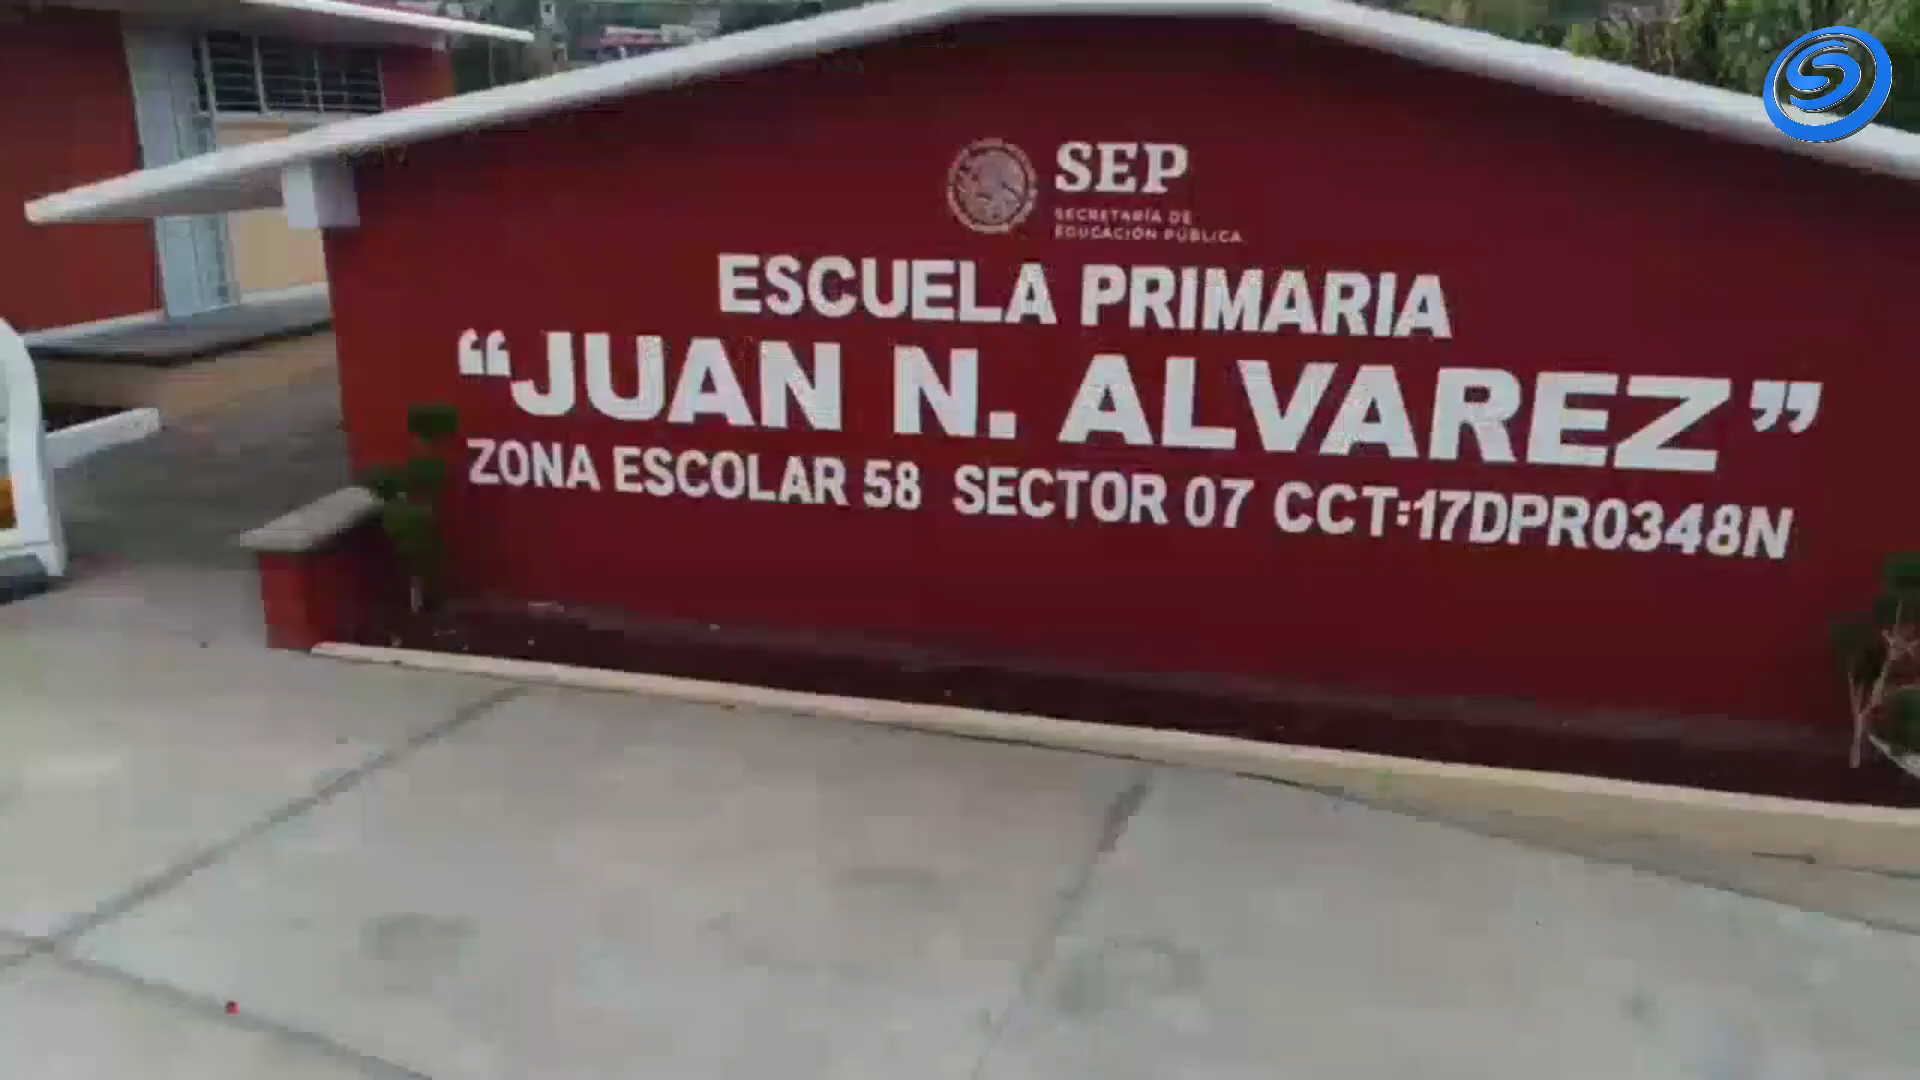 SEP
SECRETARÍA DE
EDUCACIÓN PÚBLICA
ESCUELA PRIMARIA
“JUAN N. ALVAREZ”
ZONA ESCOLAR 58 SECTOR 07 CCT:17DPR0348N